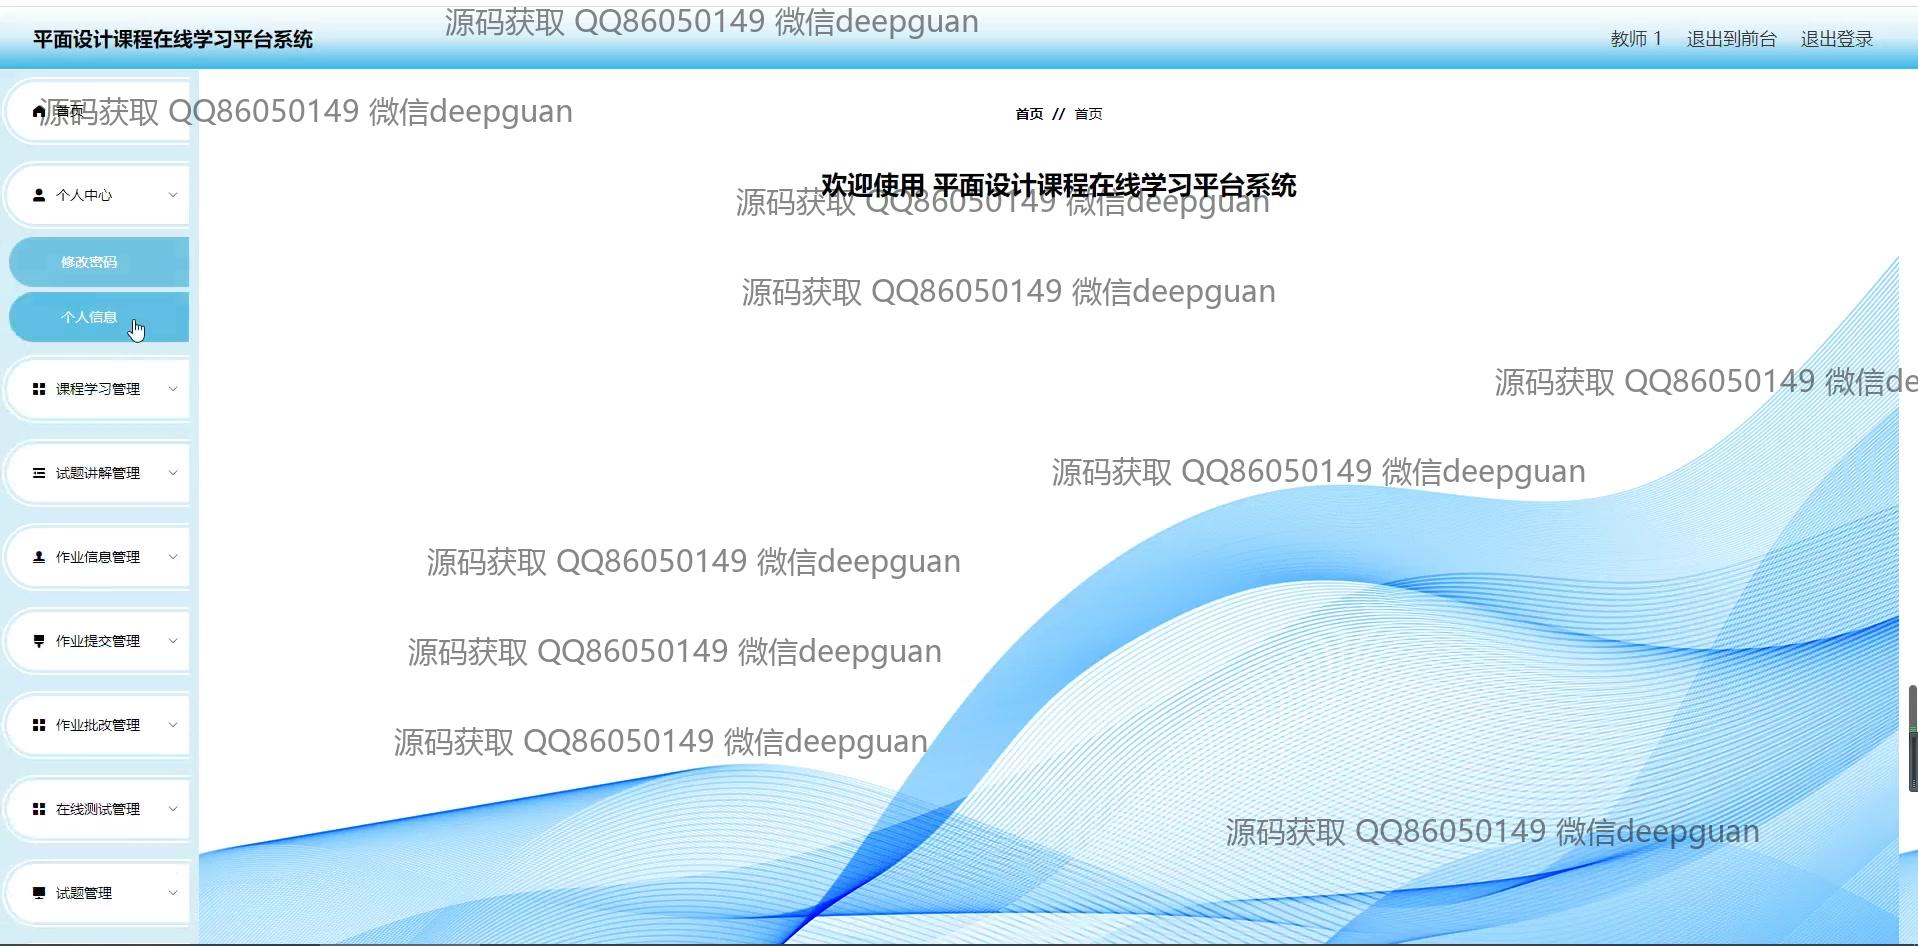 源码获取 QQ86050149 微信deepguan
平面设计课程在线学习平台系统
教师 1 退出到前台 退出登录
首页
源码获取 QQ86050149 微信deepguan
首页 // 首页
欢迎使用 平面设计课程在线学习平台系统
个人中心
源码获取 QQ86050149 微信deepguan
修改密码
源码获取 QQ86050149 微信deepguan
个人信息
源码获取 QQ86050149 微信de
课程学习管理
源码获取 QQ86050149 微信deepguan
试题讲解管理
作业信息管理
源码获取 QQ86050149 微信deepguan
作业提交管理
源码获取 QQ86050149 微信deepguan
作业批改管理
源码获取 QQ86050149 微信deepguan
在线测试管理
源码获取 QQ86050149 微信deepguan
试题管理